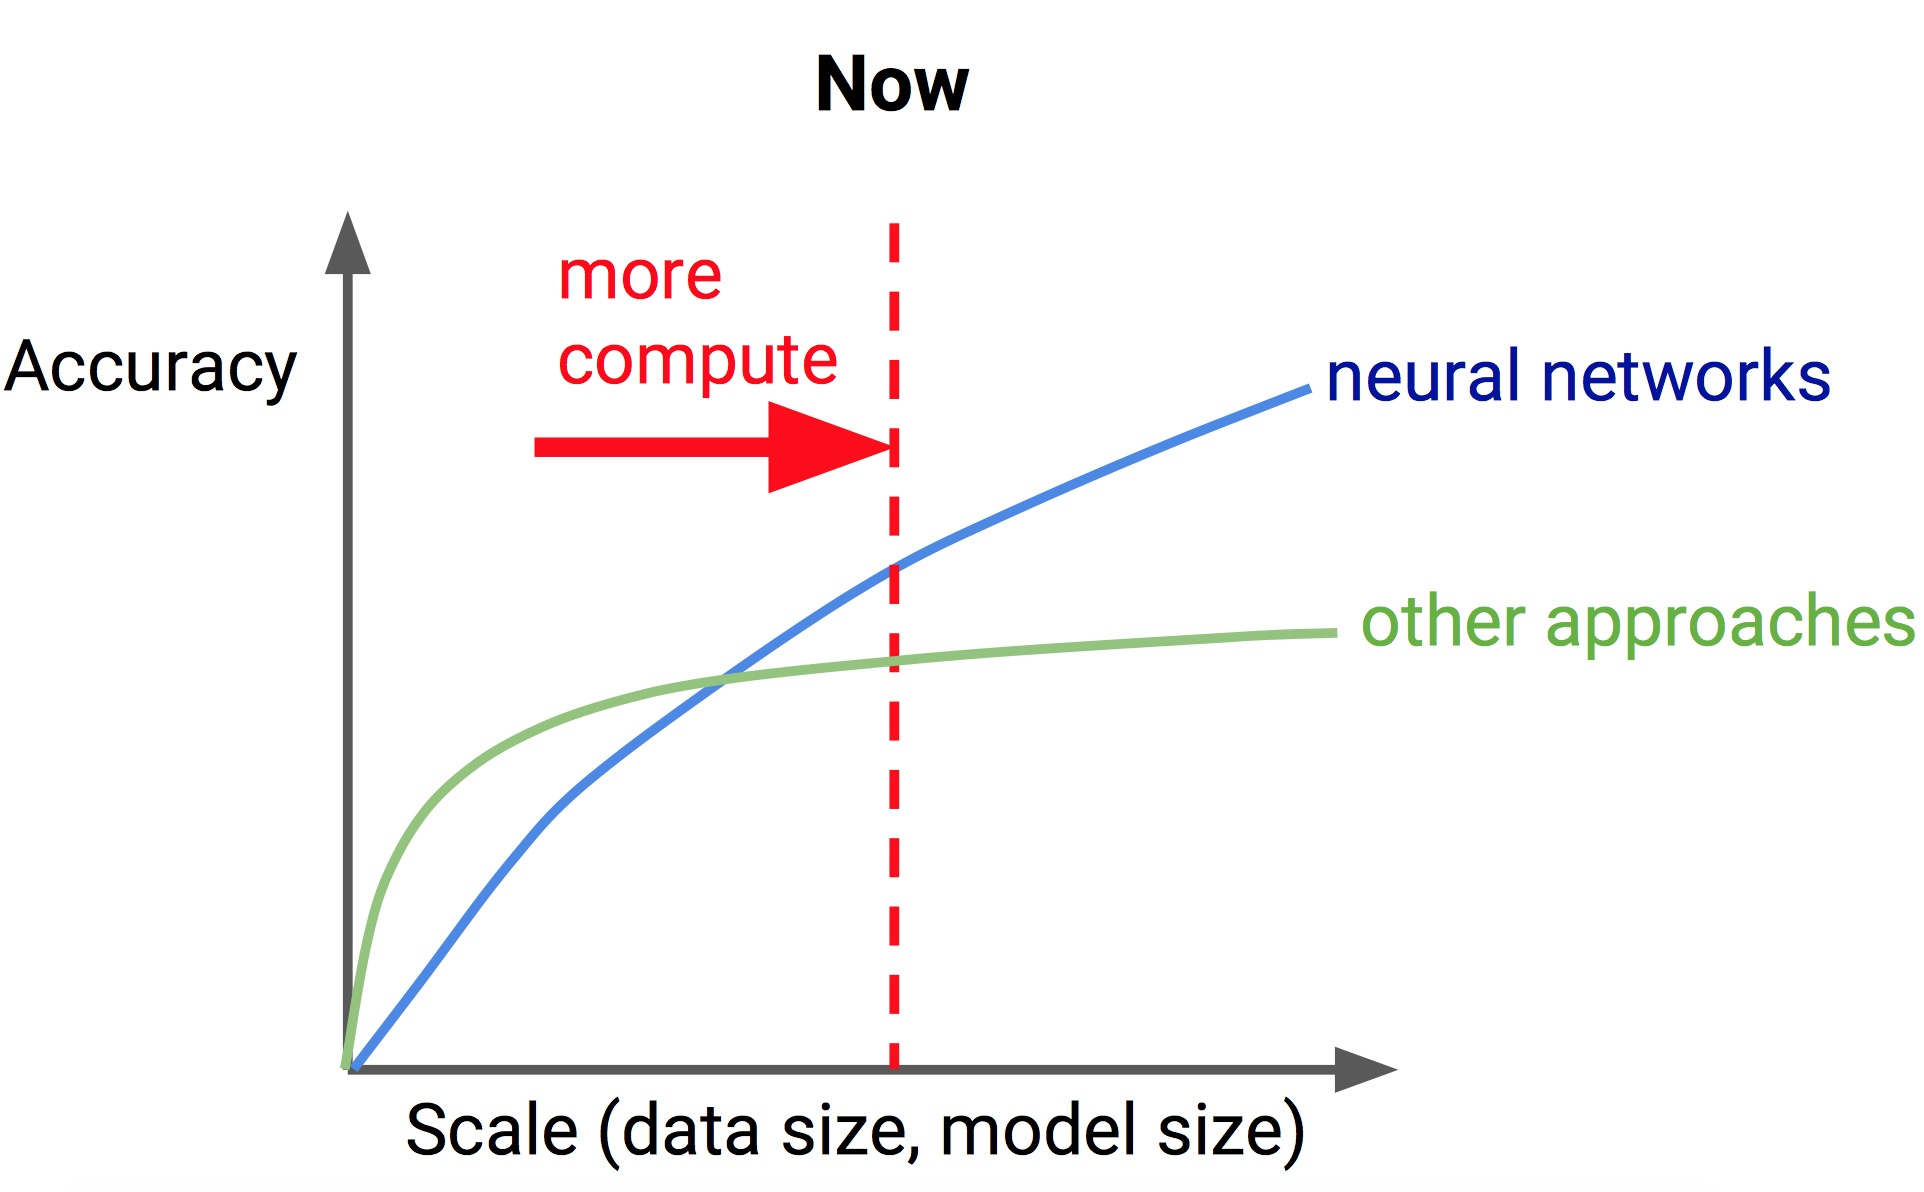 Now
more
compute
Accuracy
neural networks
other approaches
Scale (data size, model size)